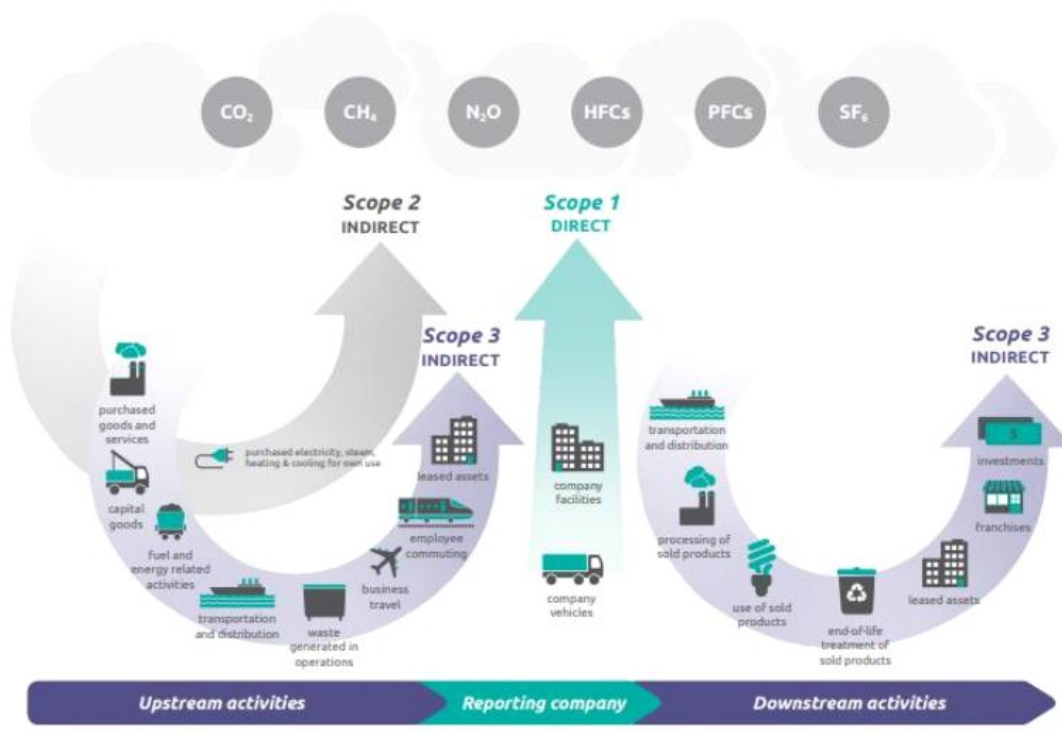 CO₂
CH₄
N₂O
HFCs
PFCs
SF₆
Scope 2
INDIRECT
Scope 1
DIRECT
Scope 3
INDIRECT
Scope 3
INDIRECT
purchased
goods and
services
capital
goods
fuel and
energy related
activities
transportation
and distribution
waste
generated in
operations
business
travel
employee
commuting
leased assets
purchased electricity, steam,
heating & cooling for own use
company
facilities
company
vehicles
transportation
and distribution
processing of
sold products
use of sold
products
end-of-life
treatment of
sold products
leased assets
franchises
$
investments
Upstream activities
Reporting company
Downstream activities